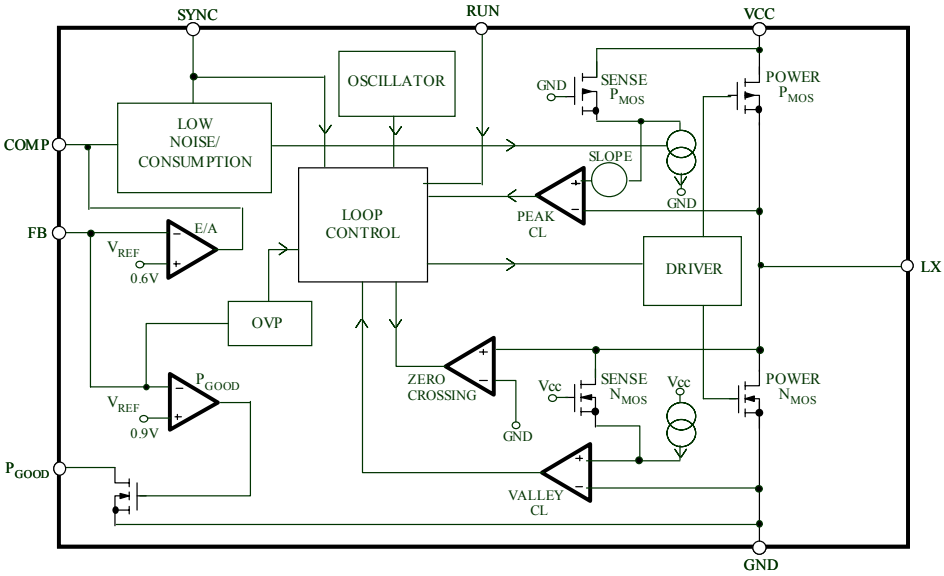 SYNC
RUN
VCC
OSCILLATOR
GND
SENSE
PMOS
POWER
PMOS
COMP
LOW
NOISE/
CONSUMPTION
SLOPE
GND
+
−
PEAK
CL
LOOP
CONTROL
FB
VREF
0.6V
−
+
E/A
DRIVER
LX
OVP
ZERO
CROSSING
+
−
GND
Vcc
SENSE
NMOS
Vcc
POWER
NMOS
PGOOD
VREF
0.9V
−
+
PGOOD
VALLEY
CL
+
−
GND